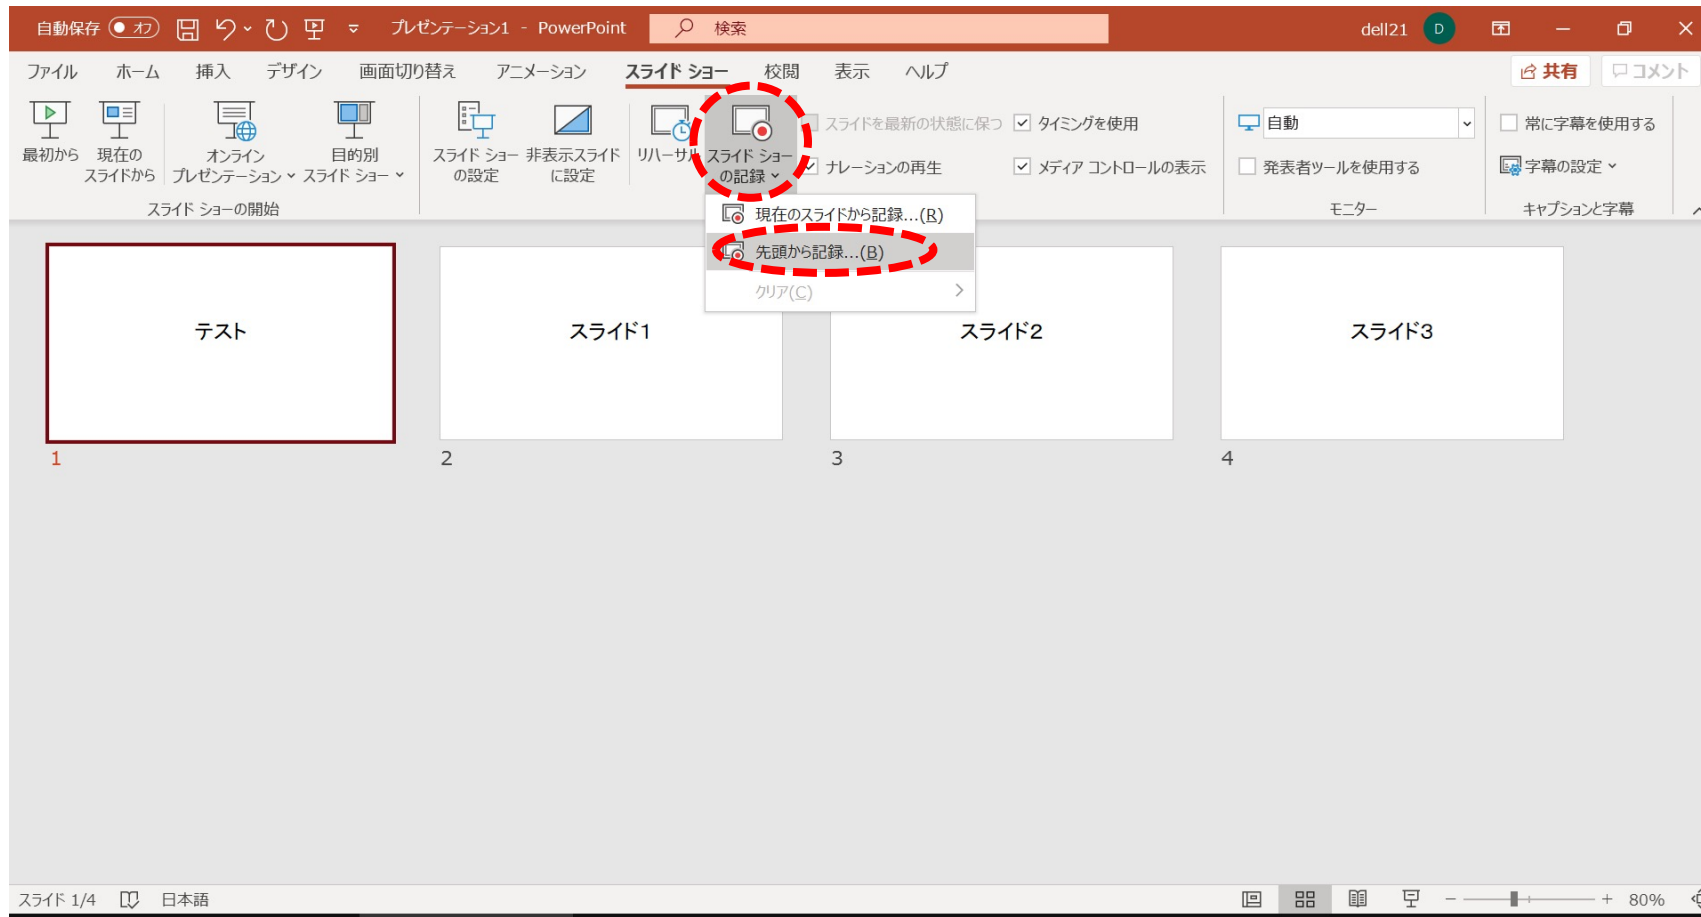 自動保存 オフ プレゼンテーション1 - PowerPoint 検索 dell21 D
ファイル ホーム 挿入 デザイン 画面切り替え アニメーション スライド ショー 校閲 表示 ヘルプ 共有 コメント
最初から
現在の
スライドから
オンライン
プレゼンテーション
目的別
スライド ショー
スライド ショー
の設定
非表示スライド
に設定
リハーサル
スライド ショー
の記録
スライドを最新の状態に保つ
タイミングを使用
ナレーションの再生
メディア コントロールの表示
自動
発表者ツールを使用する
常に字幕を使用する
字幕の設定
スライド ショーの開始
モニター
キャプションと字幕
現在のスライドから記録...(R)
先頭から記録...(B)
クリア(C)
テスト
スライド1
スライド2
スライド3
1
2
3
4
スライド 1/4 日本語 80%